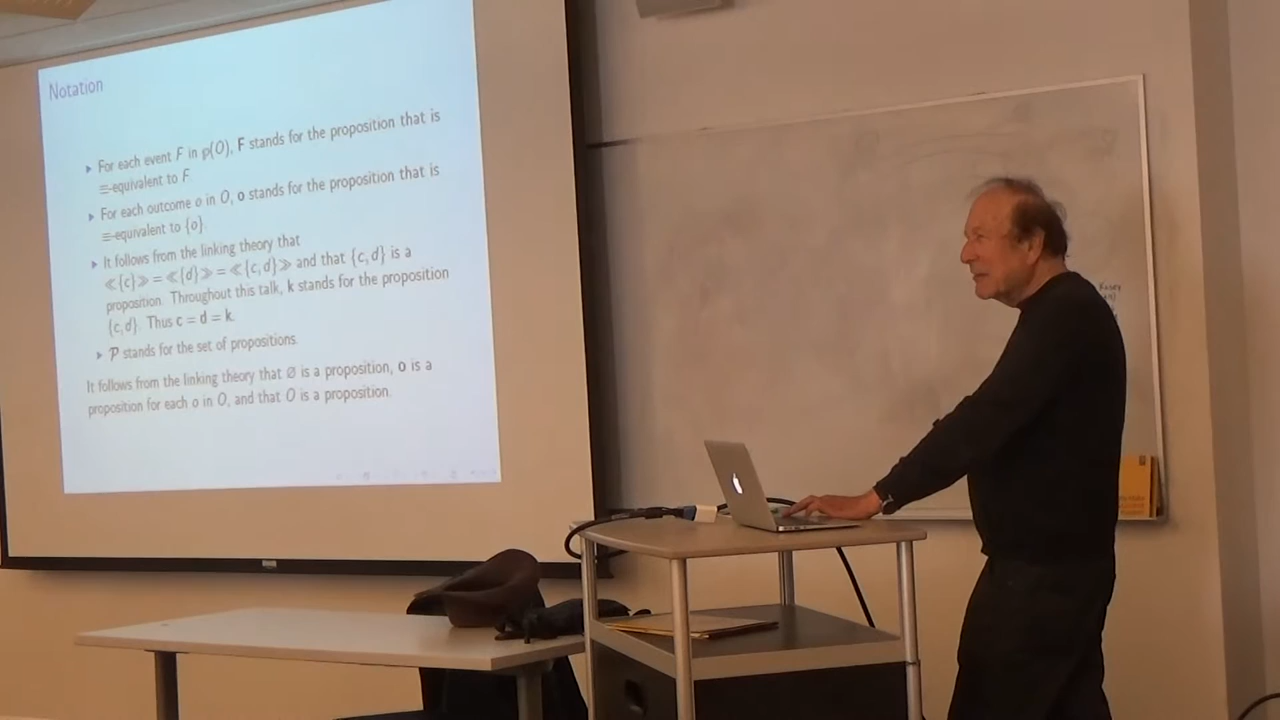 Notation
▸ For each event F in p(O), F stands for the proposition that is
≡-equivalent to F.
▸ For each outcome o in O, o stands for the proposition that is
≡-equivalent to {o}.
▸ It follows from the linking theory that
≪{c}≫ = ≪{d}≫ = ≪{c, d}≫ and that {c, d} is a
proposition. Throughout this talk, k stands for the proposition
{c, d}. Thus c = d = k.
▸ 𝒫 stands for the set of propositions.
It follows from the linking theory that ∅ is a proposition, o is a
proposition for each o in O, and that O is a proposition.